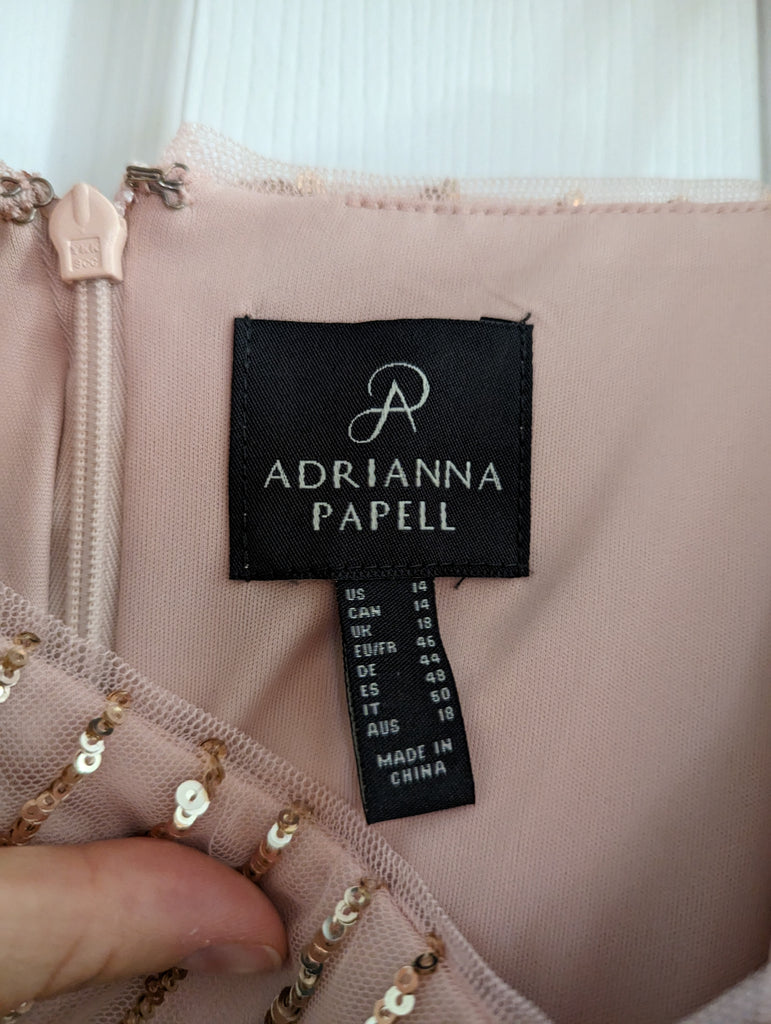 YKK
ADRIANNA
PAPELL
US 14
CAN 14
UK 18
EU/FR 46
DE 44
ES 48
IT 50
AUS 18
MADE IN
CHINA